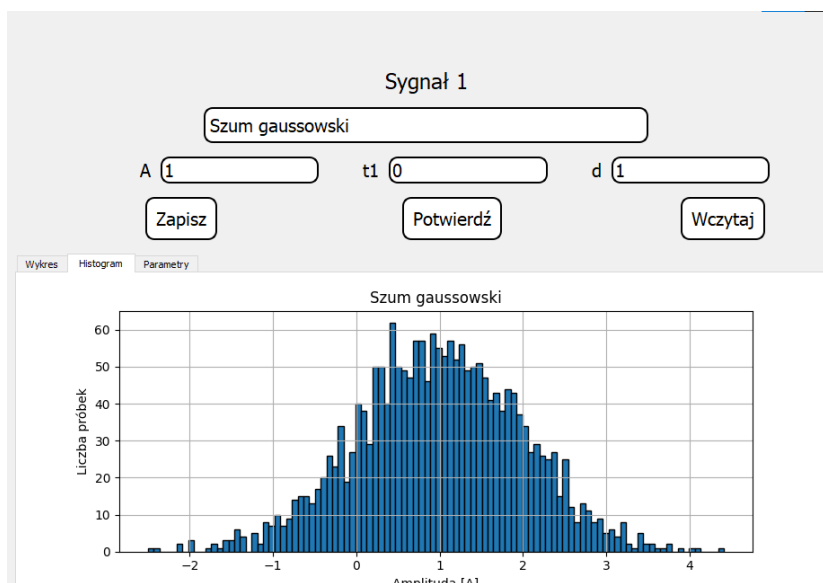 Sygnał 1
Szum gaussowski
A 1 t1 0 d 1
Zapisz Potwierdź Wczytaj
Wykres Histogram Parametry
Szum gaussowski
60
50
40
30
20
10
0
Liczba próbek
−2 −1 0 1 2 3 4
Amplituda [A]